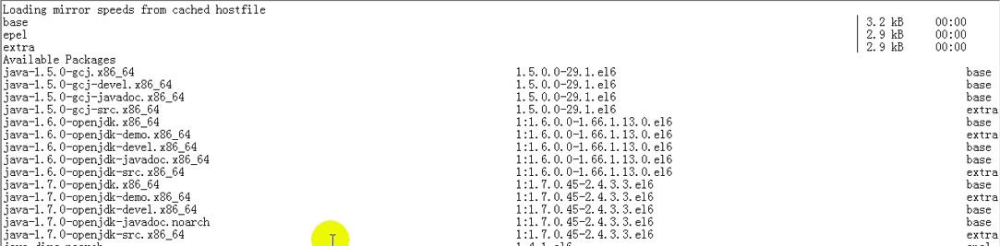 Loading mirror speeds from cached hostfile
base | 3.2 kB 00:00
epel | 2.9 kB 00:00
extra | 2.9 kB 00:00
Available Packages
java-1.5.0-gcj.x86_64 1.5.0.0-29.1.el6 base
java-1.5.0-gcj-devel.x86_64 1.5.0.0-29.1.el6 base
java-1.5.0-gcj-javadoc.x86_64 1.5.0.0-29.1.el6 base
java-1.5.0-gcj-src.x86_64 1.5.0.0-29.1.el6 extra
java-1.6.0-openjdk.x86_64 1:1.6.0.0-1.66.1.13.0.el6 base
java-1.6.0-openjdk-demo.x86_64 1:1.6.0.0-1.66.1.13.0.el6 extra
java-1.6.0-openjdk-devel.x86_64 1:1.6.0.0-1.66.1.13.0.el6 base
java-1.6.0-openjdk-javadoc.x86_64 1:1.6.0.0-1.66.1.13.0.el6 base
java-1.6.0-openjdk-src.x86_64 1:1.6.0.0-1.66.1.13.0.el6 extra
java-1.7.0-openjdk.x86_64 1:1.7.0.45-2.4.3.3.el6 base
java-1.7.0-openjdk-demo.x86_64 1:1.7.0.45-2.4.3.3.el6 extra
java-1.7.0-openjdk-devel.x86_64 1:1.7.0.45-2.4.3.3.el6 base
java-1.7.0-openjdk-javadoc.noarch 1:1.7.0.45-2.4.3.3.el6 base
java-1.7.0-openjdk-src.x86_64 1:1.7.0.45-2.4.3.3.el6 extra